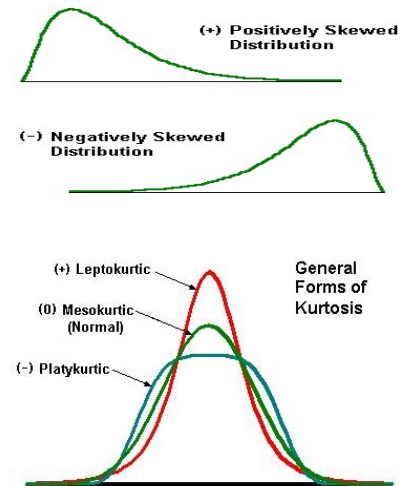 (+) Positively Skewed
Distribution
(-) Negatively Skewed
Distribution
(+) Leptokurtic
General
Forms of
Kurtosis
(0) Mesokurtic
(Normal)
(-) Platykurtic